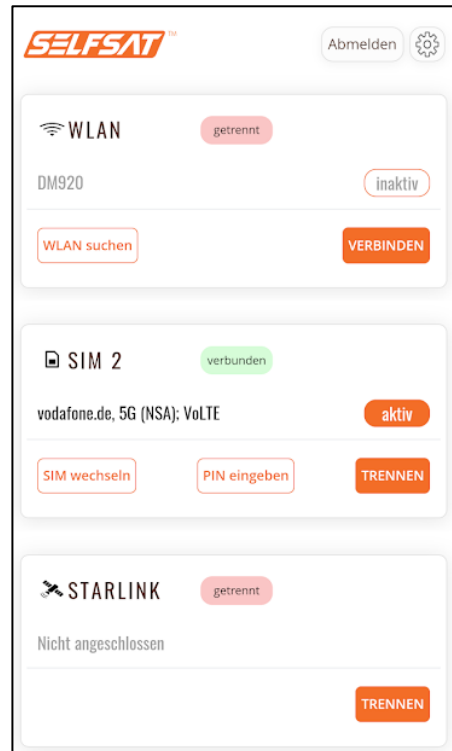 SELFSAT™
Abmelden
WLAN
getrennt
DM920
inaktiv
WLAN suchen
VERBINDEN
SIM 2
verbunden
vodafone.de, 5G (NSA); VoLTE
aktiv
SIM wechseln
PIN eingeben
TRENNEN
STARLINK
getrennt
Nicht angeschlossen
TRENNEN